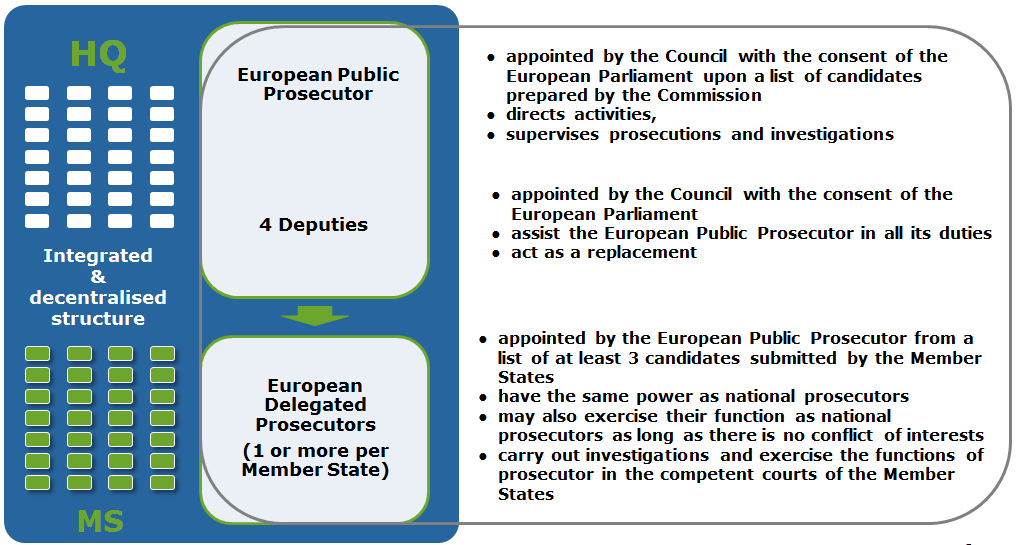 HQ
Integrated
&
decentralised
structure
MS
European Public
Prosecutor
4 Deputies
European
Delegated
Prosecutors
(1 or more per
Member State)
• appointed by the Council with the consent of the
European Parliament upon a list of candidates
prepared by the Commission
• directs activities,
• supervises prosecutions and investigations
• appointed by the Council with the consent of the
European Parliament
• assist the European Public Prosecutor in all its duties
• act as a replacement
• appointed by the European Public Prosecutor from a
list of at least 3 candidates submitted by the Member
States
• have the same power as national prosecutors
• may also exercise their function as national
prosecutors as long as there is no conflict of interests
• carry out investigations and exercise the functions of
prosecutor in the competent courts of the Member
States